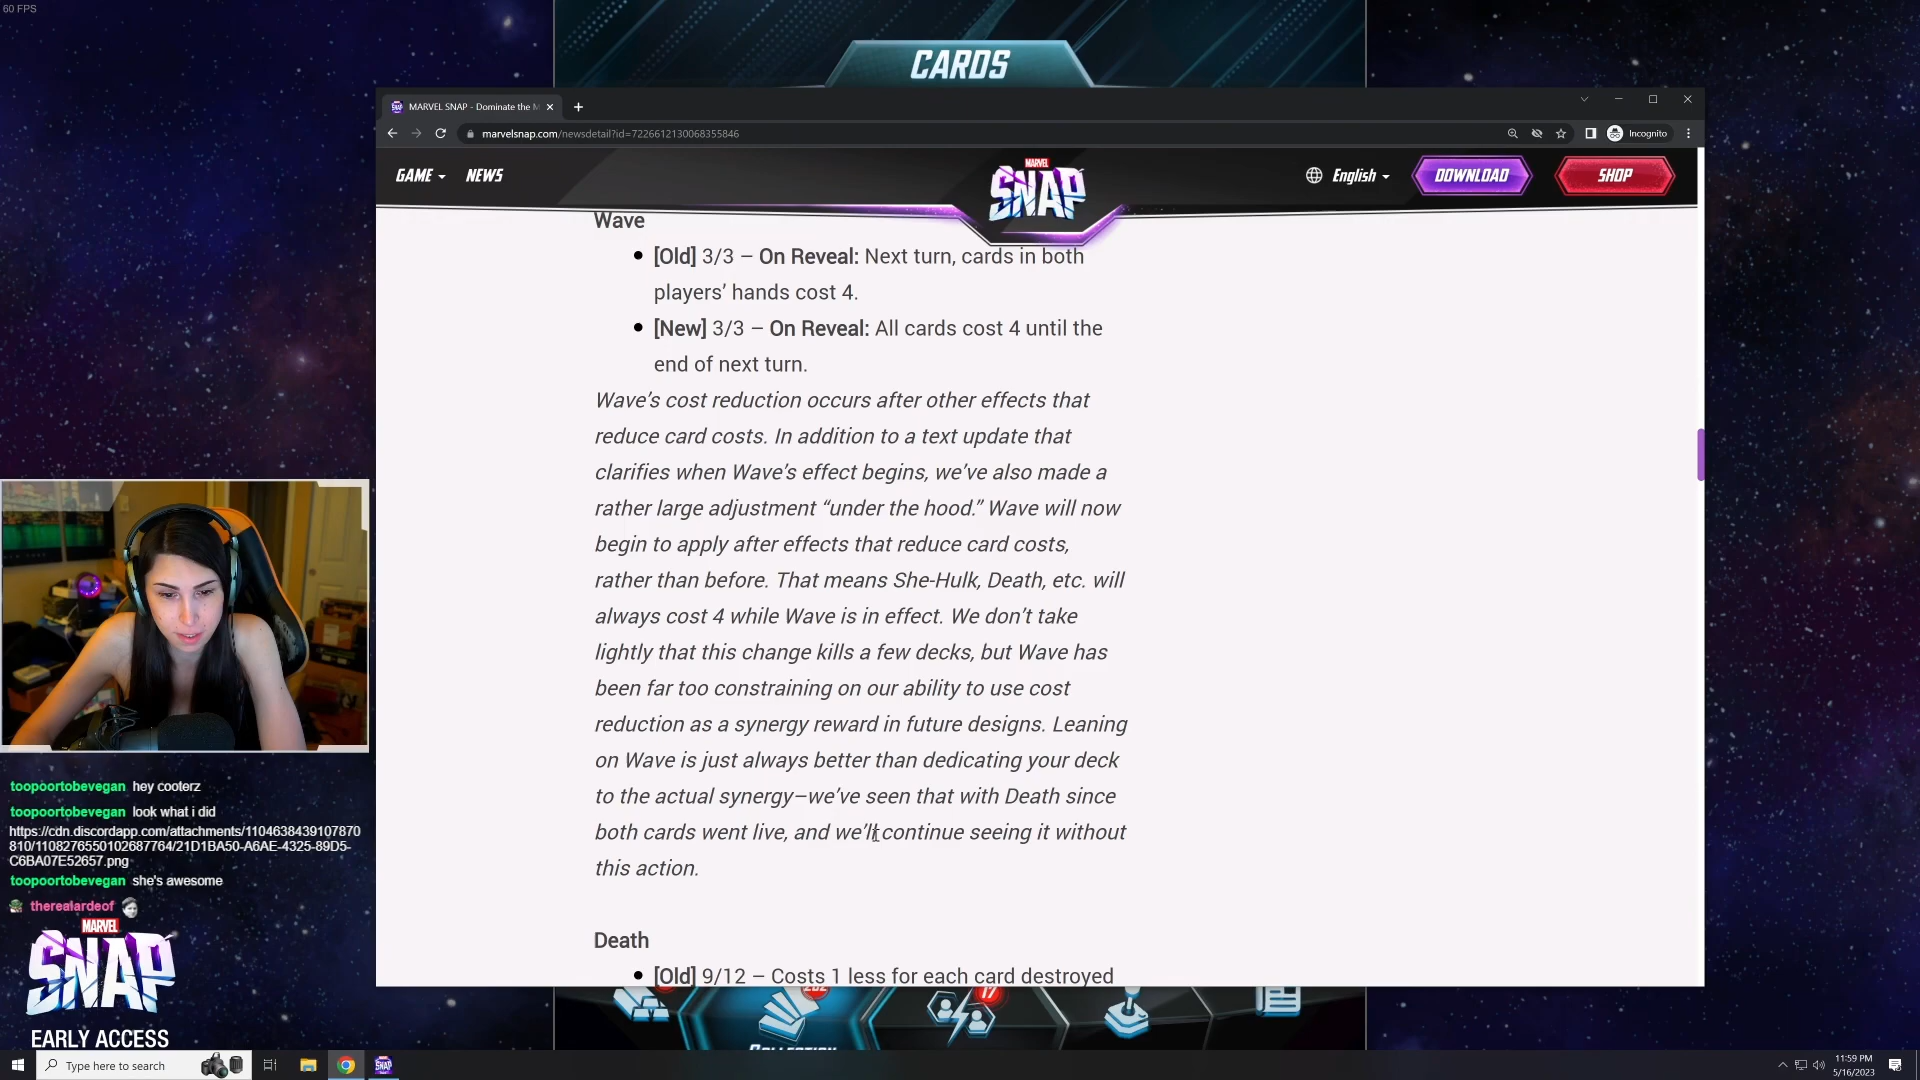 60 FPS
CARDS
MARVEL SNAP - Dominate the M
marvelsnap.com/newsdetail?id=7226612130068355846
Incognito
GAME
NEWS
MARVEL
SNAP
English
DOWNLOAD
SHOP
Wave
[Old] 3/3 – On Reveal: Next turn, cards in both
players’ hands cost 4.
[New] 3/3 – On Reveal: All cards cost 4 until the
end of next turn.
Wave’s cost reduction occurs after other effects that
reduce card costs. In addition to a text update that
clarifies when Wave’s effect begins, we’ve also made a
rather large adjustment “under the hood.” Wave will now
begin to apply after effects that reduce card costs,
rather than before. That means She-Hulk, Death, etc. will
always cost 4 while Wave is in effect. We don’t take
lightly that this change kills a few decks, but Wave has
been far too constraining on our ability to use cost
reduction as a synergy reward in future designs. Leaning
on Wave is just always better than dedicating your deck
to the actual synergy–we’ve seen that with Death since
both cards went live, and we’ll continue seeing it without
this action.
Death
[Old] 9/12 – Costs 1 less for each card destroyed
toopoortobevegan hey cooterz
toopoortobevegan look what i did
https://cdn.discordapp.com/attachments/1104638439107870
810/1108276550102687764/21D1BA50-A6AE-4325-89D5-
C6BA07E52657.png
toopoortobevegan she's awesome
therealardeof
MARVEL
SNAP
EARLY ACCESS
17
Type here to search
11:59 PM
5/16/2023